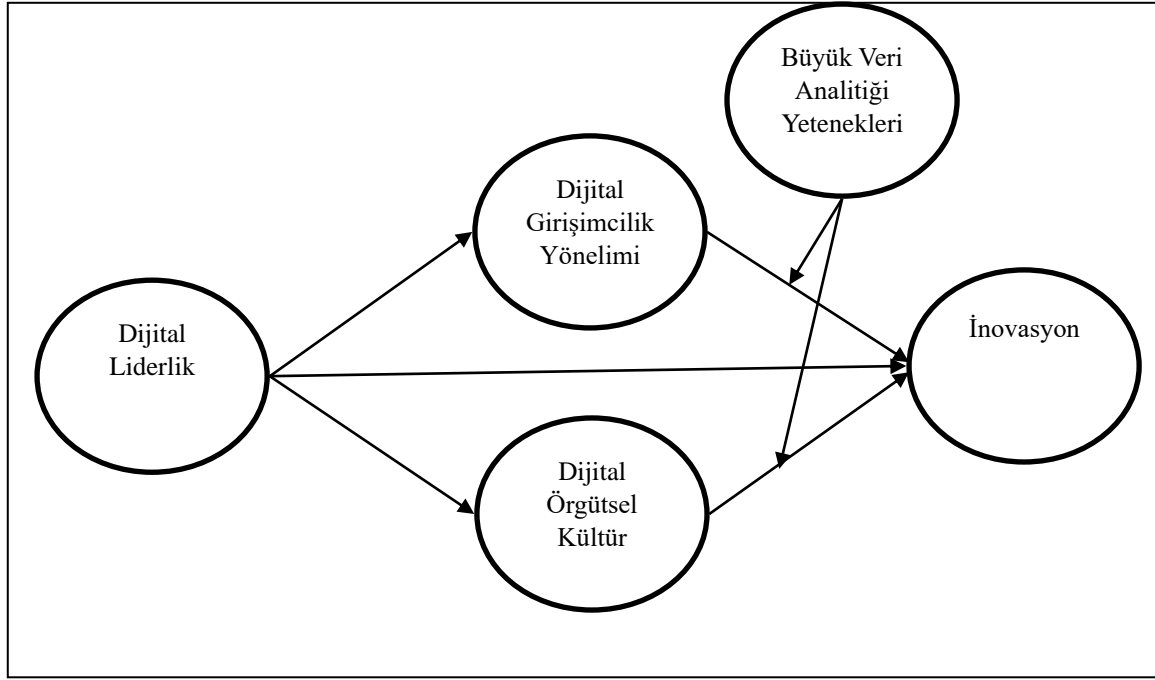 Büyük Veri
Analitiği
Yetenekleri
Dijital
Girişimcilik
Yönelimi
Dijital
Liderlik
İnovasyon
Dijital
Örgütsel
Kültür